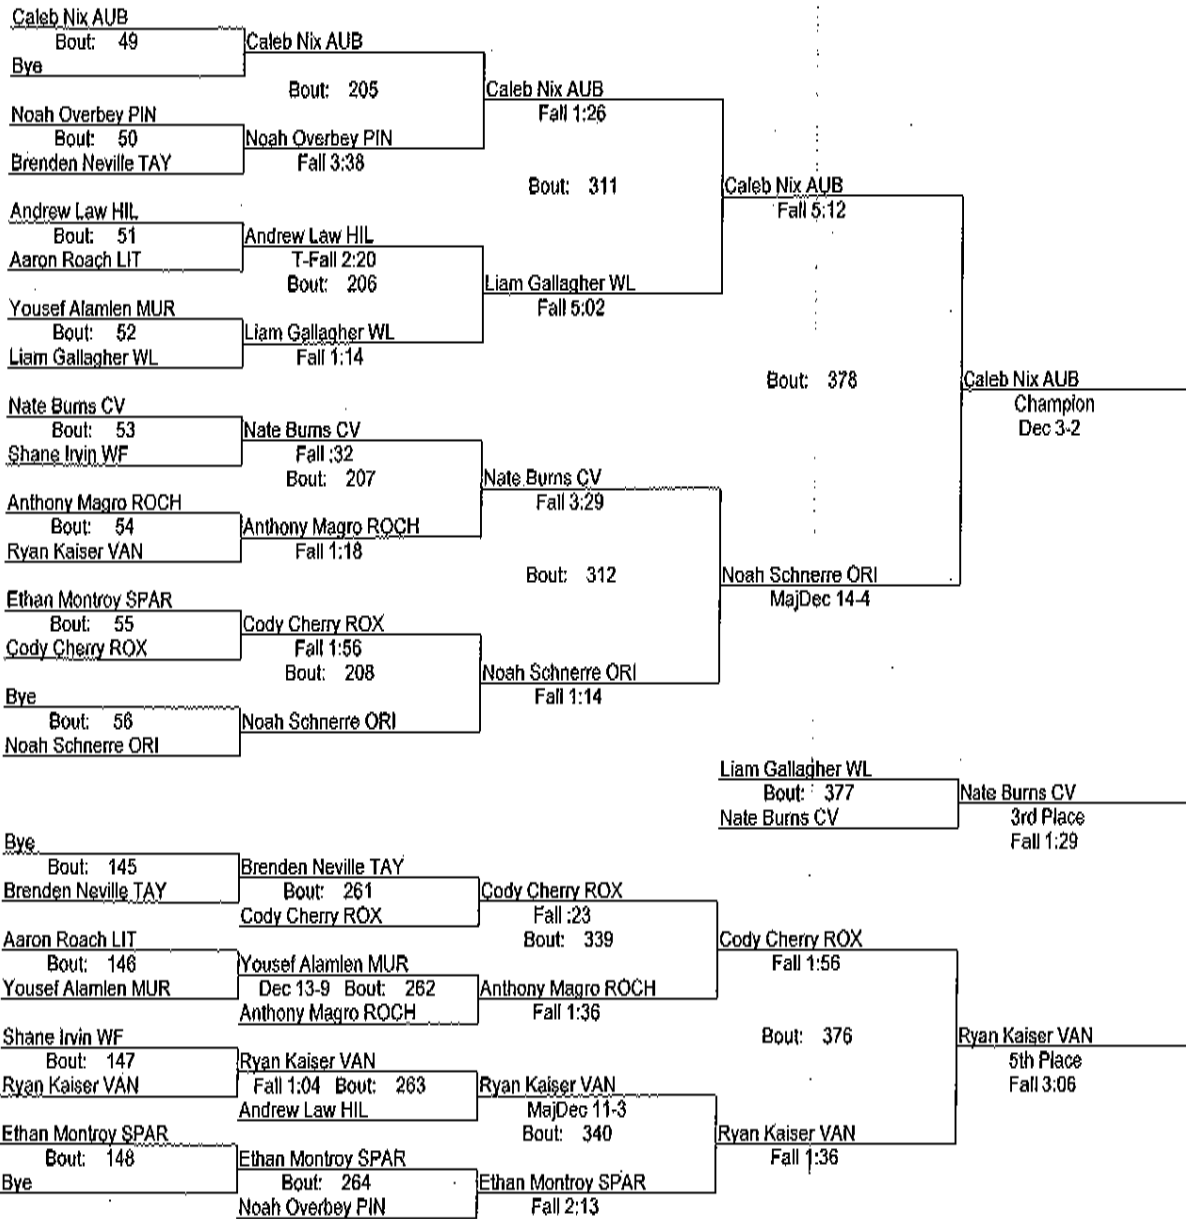 Caleb Nix AUB
Bout: 49
Bye
Caleb Nix AUB
Bout: 205
Noah Overbey PIN
Bout: 50
Brenden Neville TAY
Noah Overbey PIN
Fall 3:38
Caleb Nix AUB
Fall 1:26
Bout: 311
Andrew Law HIL
Bout: 51
Aaron Roach LIT
Andrew Law HIL
T-Fall 2:20
Bout: 206
Yousef Alamlen MUR
Bout: 52
Liam Gallagher WL
Liam Gallagher WL
Fall 1:14
Liam Gallagher WL
Fall 5:02
Caleb Nix AUB
Fall 5:12
Bout: 378
Nate Burns CV
Bout: 53
Shane Irvin WF
Nate Burns CV
Fall :32
Bout: 207
Anthony Magro ROCH
Bout: 54
Ryan Kaiser VAN
Anthony Magro ROCH
Fall 1:18
Nate Burns CV
Fall 3:29
Bout: 312
Ethan Montroy SPAR
Bout: 55
Cody Cherry ROX
Cody Cherry ROX
Fall 1:56
Bout: 208
Bye
Bout: 56
Noah Schnerre ORI
Noah Schnerre ORI
Noah Schnerre ORI
Fall 1:14
Noah Schnerre ORI
MajDec 14-4
Caleb Nix AUB
Champion
Dec 3-2
Liam Gallagher WL
Bout: 377
Nate Burns CV
Nate Burns CV
3rd Place
Fall 1:29
Bye
Bout: 145
Brenden Neville TAY
Brenden Neville TAY
Bout: 261
Cody Cherry ROX
Cody Cherry ROX
Fall :23
Bout: 339
Aaron Roach LIT
Bout: 146
Yousef Alamlen MUR
Yousef Alamlen MUR
Dec 13-9 Bout: 262
Anthony Magro ROCH
Anthony Magro ROCH
Fall 1:36
Cody Cherry ROX
Fall 1:56
Bout: 376
Shane Irvin WF
Bout: 147
Ryan Kaiser VAN
Ryan Kaiser VAN
Fall 1:04 Bout: 263
Andrew Law HIL
Ryan Kaiser VAN
MajDec 11-3
Bout: 340
Ethan Montroy SPAR
Bout: 148
Bye
Ethan Montroy SPAR
Bout: 264
Noah Overbey PIN
Ethan Montroy SPAR
Fall 2:13
Ryan Kaiser VAN
Fall 1:36
Ryan Kaiser VAN
5th Place
Fall 3:06